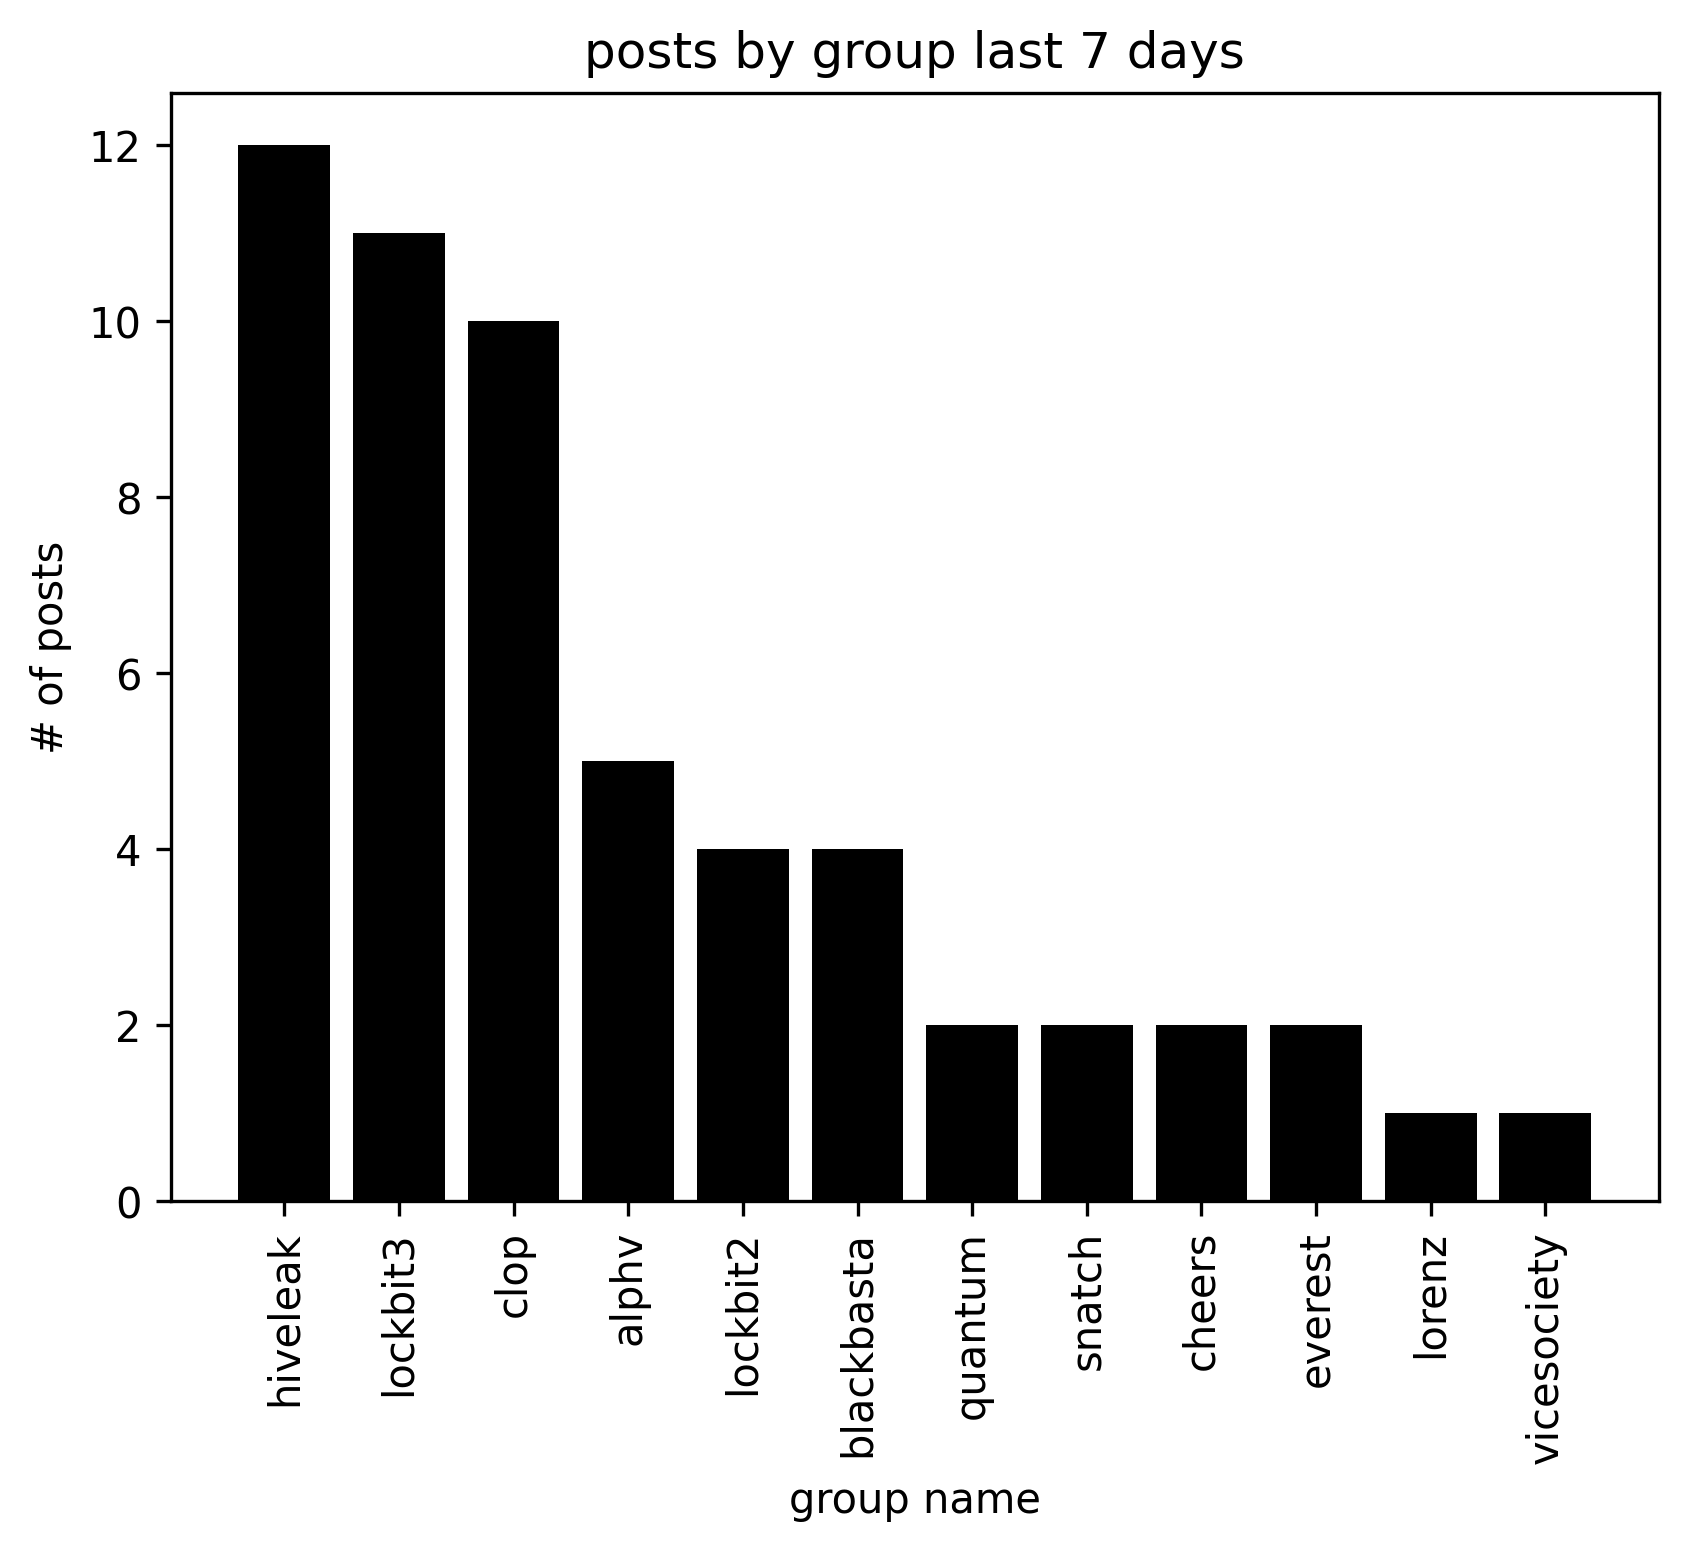 posts by group last 7 days
12
10
8
6
4
2
0
# of posts
hiveleak
lockbit3
clop
alphv
lockbit2
blackbasta
quantum
snatch
cheers
everest
lorenz
vicesociety
group name